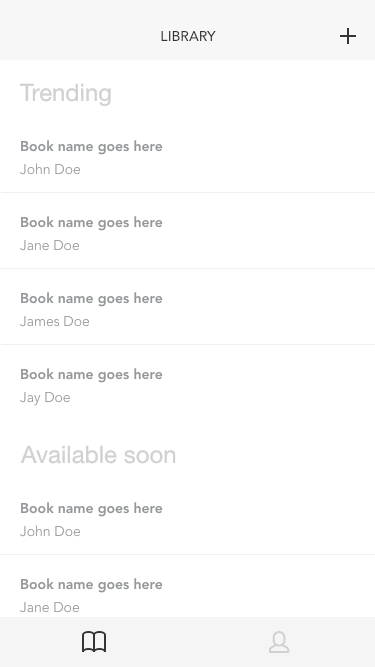 LIBRARY
Trending
Book name goes here
John Doe
Book name goes here
Jane Doe
Book name goes here
James Doe
Book name goes here
Jay Doe
Available soon
Book name goes here
John Doe
Book name goes here
Jane Doe